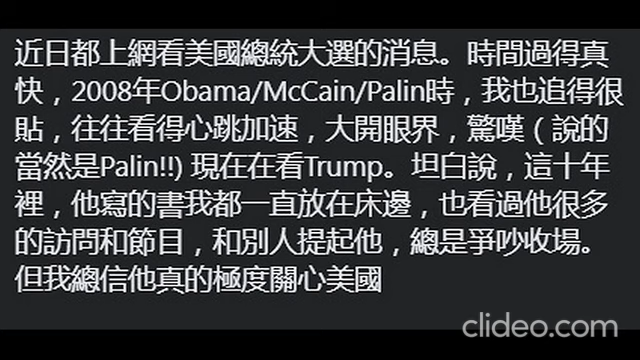 近日都上網看美國總統大選的消息。時間過得真
快，2008年Obama/McCain/Palin時，我也追得很
貼，往往看得心跳加速，大開眼界，驚嘆（說的
當然是Palin!!) 現在在看Trump。坦白說，這十年
裡，他寫的書我都一直放在床邊，也看過他很多
的訪問和節目，和別人提起他，總是爭吵收場。
但我總信他真的極度關心美國
clideo.com